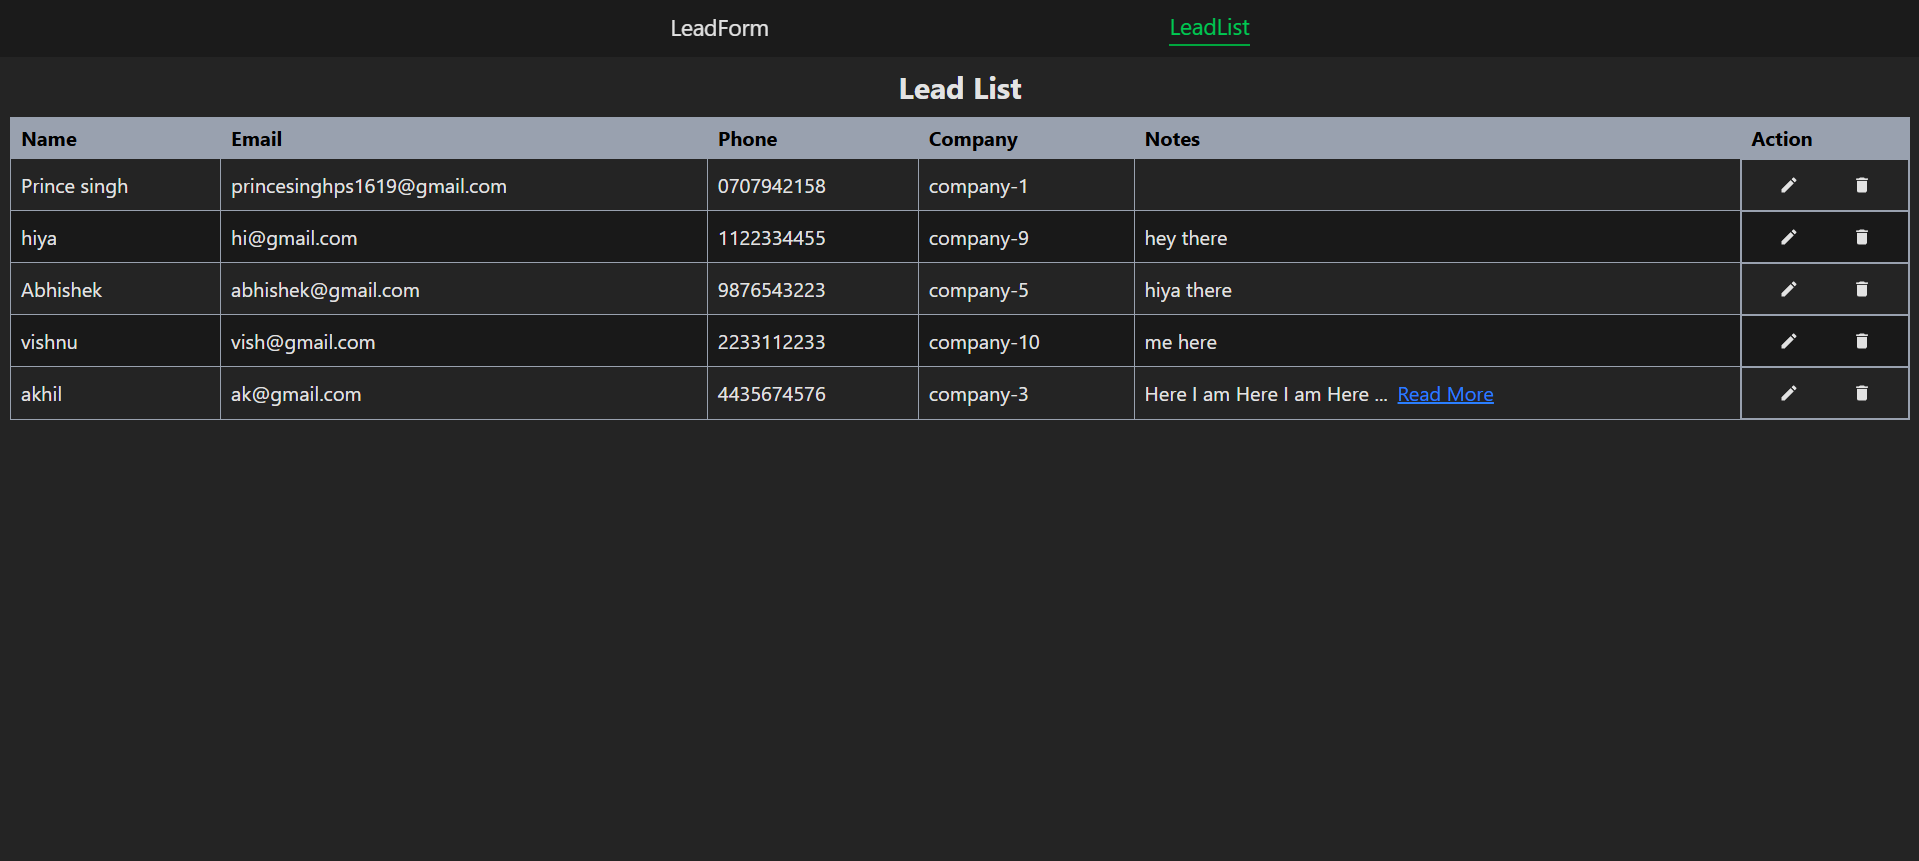 LeadForm LeadList
Lead List
Name Email Phone Company Notes Action
Prince singh princesinghps1619@gmail.com 0707942158 company-1
hiya hi@gmail.com 1122334455 company-9 hey there
Abhishek abhishek@gmail.com 9876543223 company-5 hiya there
vishnu vish@gmail.com 2233112233 company-10 me here
akhil ak@gmail.com 4435674576 company-3 Here I am Here I am Here ... Read More